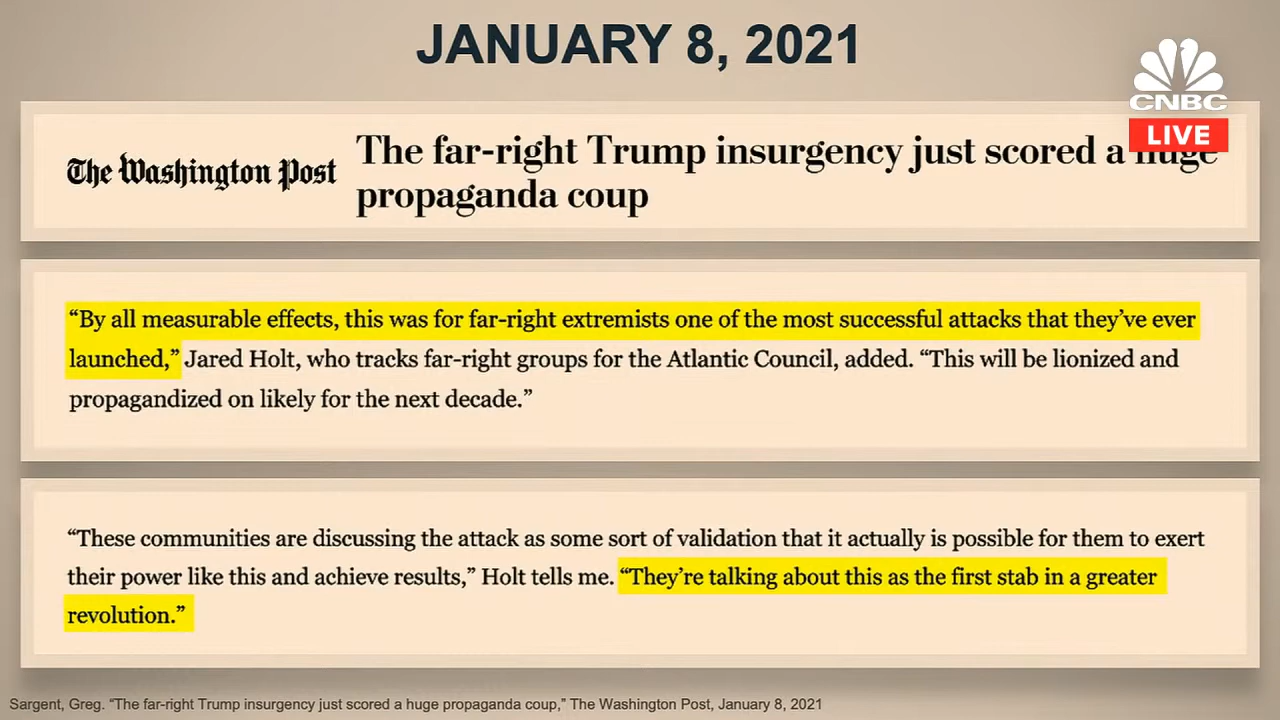 JANUARY 8, 2021
CNBC
LIVE
The Washington Post
The far-right Trump insurgency just scored a huge
propaganda coup
“By all measurable effects, this was for far-right extremists one of the most successful attacks that they’ve ever
launched,” Jared Holt, who tracks far-right groups for the Atlantic Council, added. “This will be lionized and
propagandized on likely for the next decade.”
“These communities are discussing the attack as some sort of validation that it actually is possible for them to exert
their power like this and achieve results,” Holt tells me. “They’re talking about this as the first stab in a greater
revolution.”
Sargent, Greg. “The far-right Trump insurgency just scored a huge propaganda coup,” The Washington Post, January 8, 2021